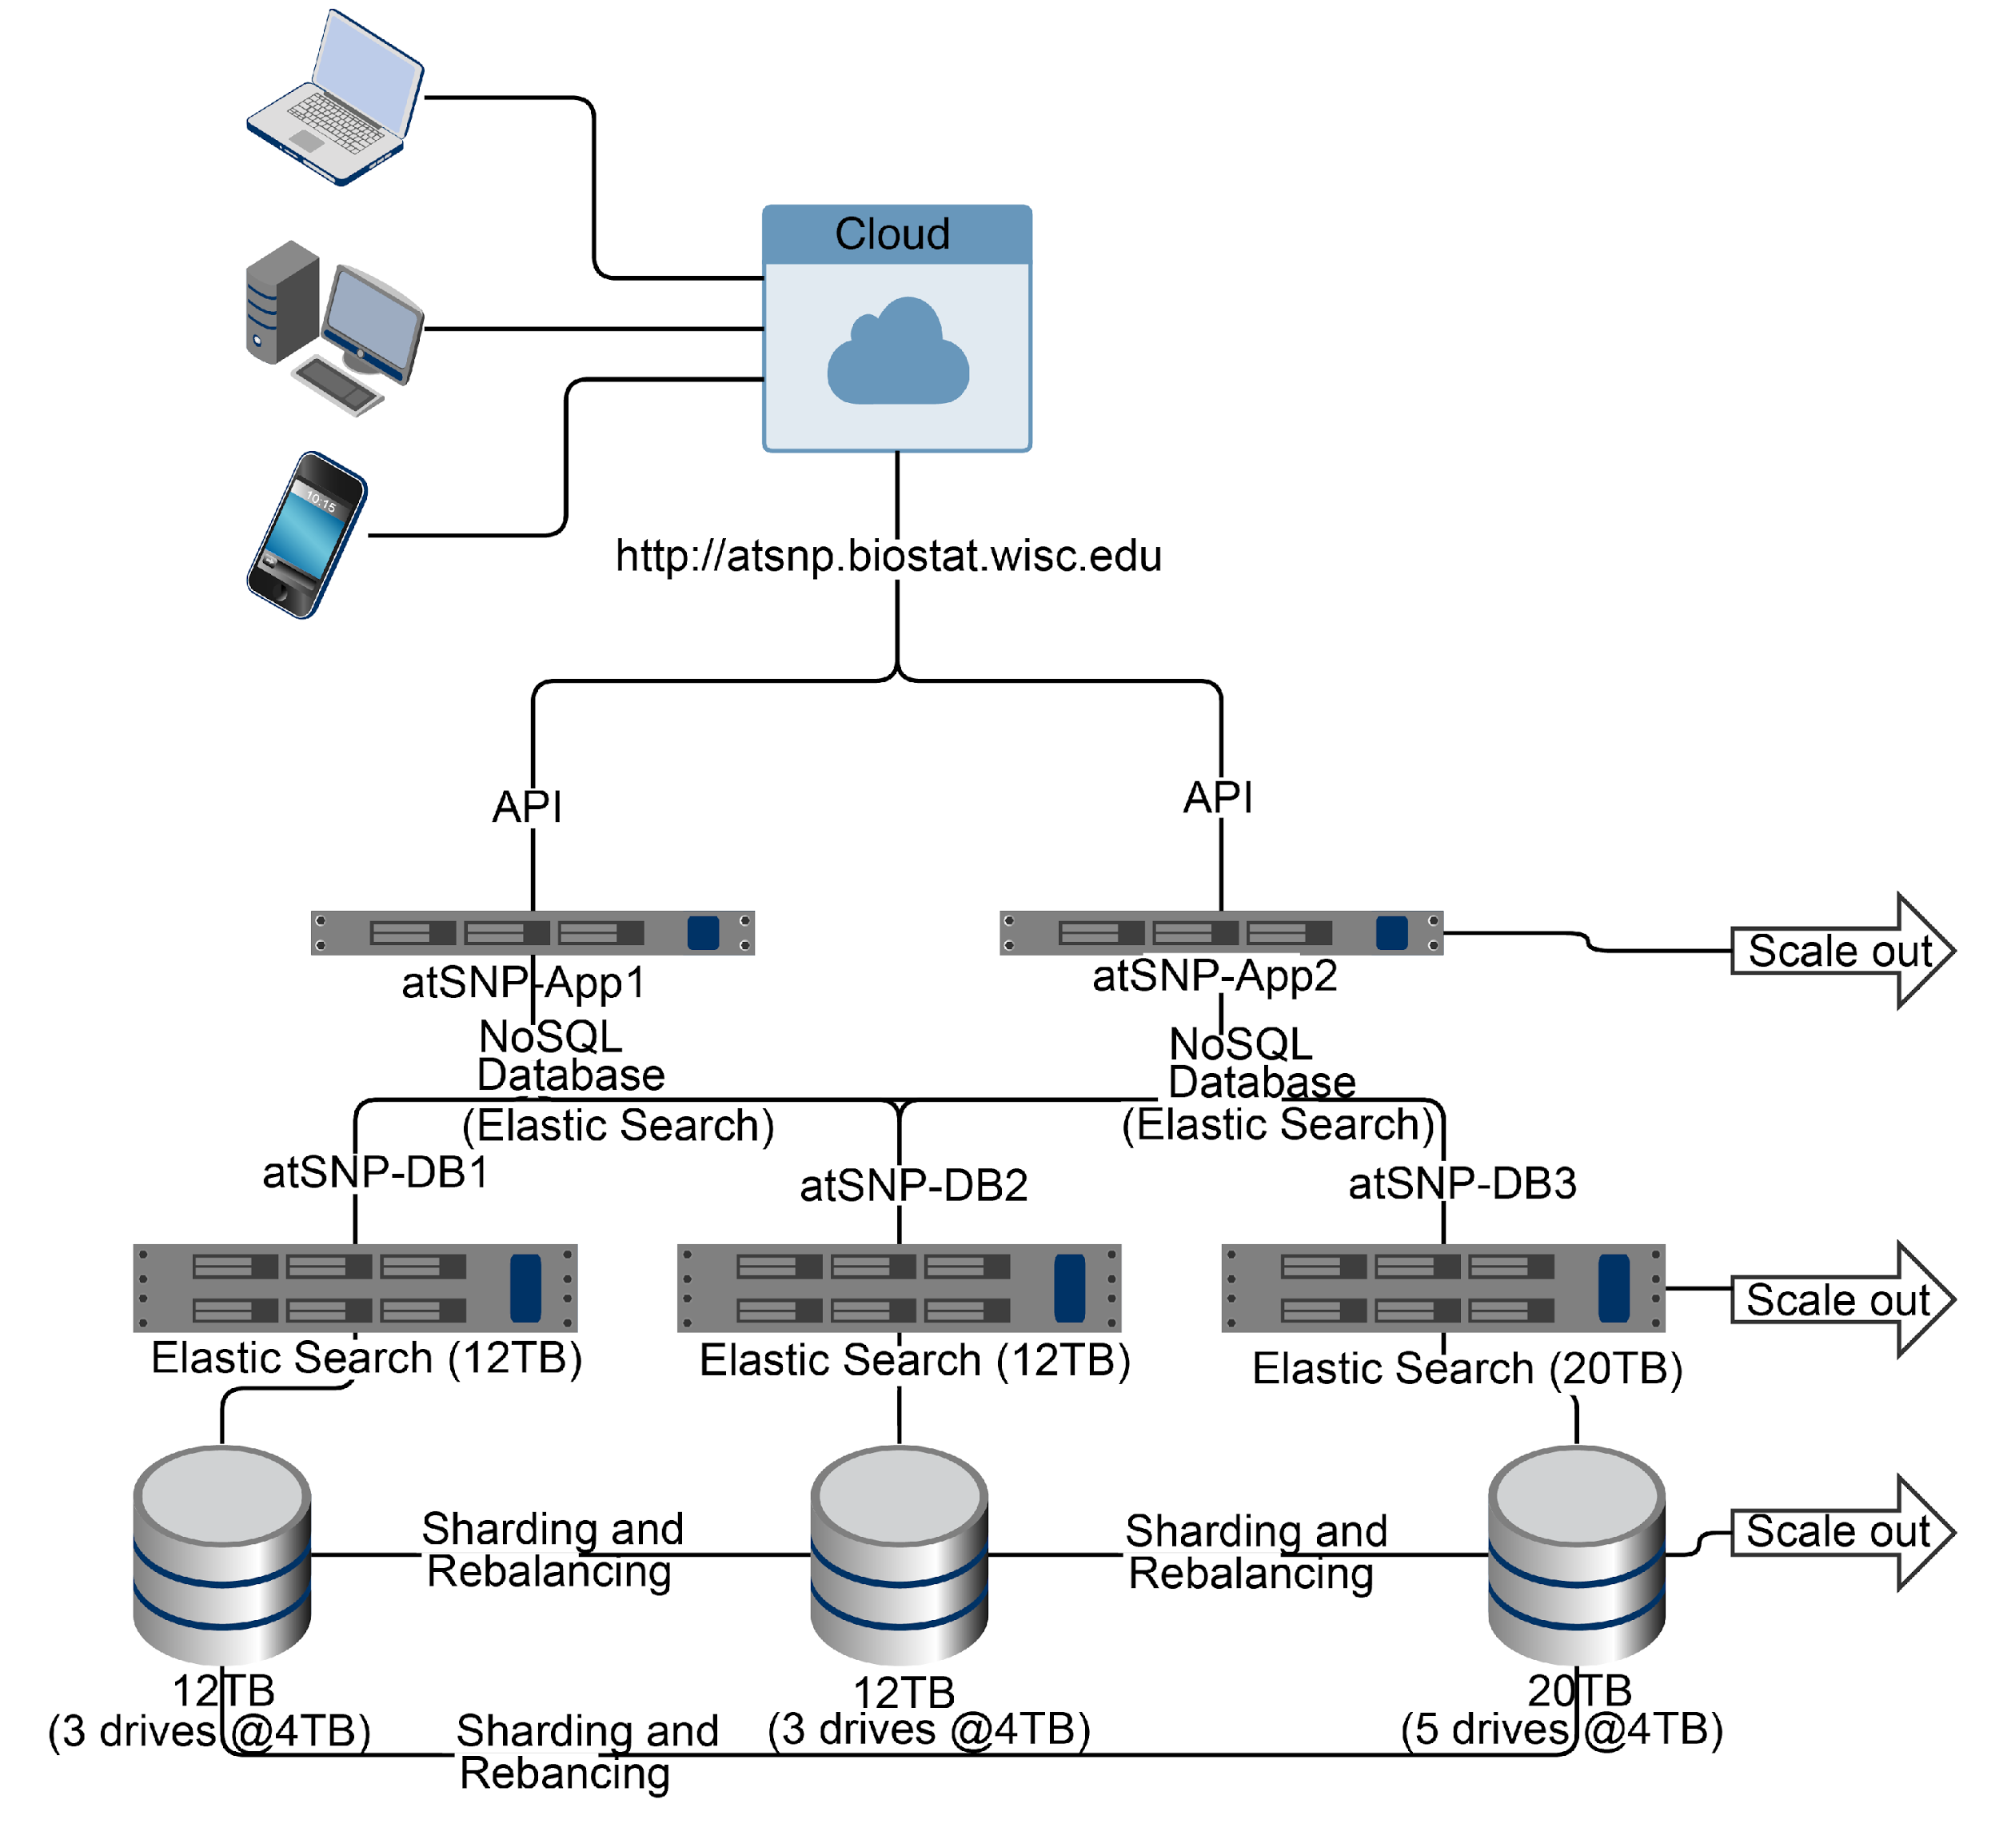 Cloud
10.15
http://atsnp.biostat.wisc.edu
API
API
atSNP-App1
atSNP-App2
Scale out
NoSQL
Database
(Elastic Search)
NoSQL
Database
(Elastic Search)
atSNP-DB1
atSNP-DB2
atSNP-DB3
Elastic Search (12TB)
Elastic Search (12TB)
Elastic Search (20TB)
Scale out
Sharding and
Rebalancing
Sharding and
Rebalancing
Scale out
12TB
(3 drives @4TB)
Sharding and
Rebancing
12TB
(3 drives @4TB)
20TB
(5 drives @4TB)